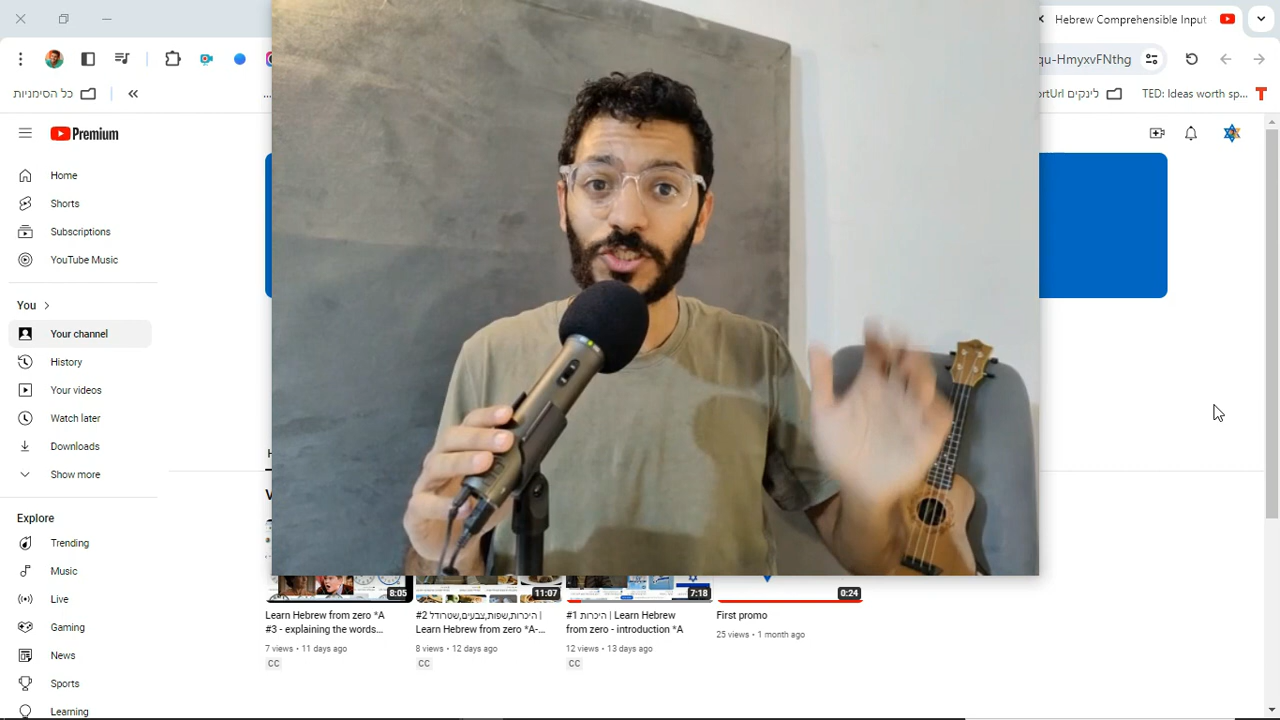 Hebrew Comprehensible Input
qu-HmyxvFNthg
כל הסימניות
...
ortUrl לינקים
TED: Ideas worth sp...
Premium
Home
Shorts
Subscriptions
YouTube Music
You
Your channel
History
Your videos
Watch later
Downloads
Show more
Explore
Trending
Music
Live
Gaming
News
Sports
Learning
8:05
11:07
7:18
0:24
Learn Hebrew from zero *A
#3 - explaining the words...
7 views • 11 days ago
CC
#2 היכרות,שפות,צבעים,שטרודל |
Learn Hebrew from zero *A-...
8 views • 12 days ago
CC
#1 היכרות | Learn Hebrew
from zero - introduction *A
12 views • 13 days ago
CC
First promo
25 views • 1 month ago